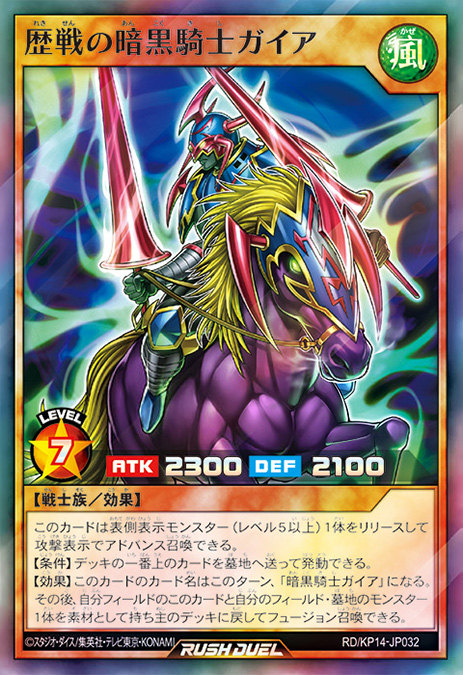 歴戦の暗黒騎士ガイア
風
LEVEL
7
ATK 2300 DEF 2100
【戦士族／効果】
このカードは表側表示モンスター（レベル５以上）１体をリリースして
攻撃表示でアドバンス召喚できる。
【条件】デッキの一番上のカードを墓地へ送って発動できる。
【効果】このカードのカード名はこのターン、「暗黒騎士ガイア」になる。
その後、自分フィールドのこのカードと自分のフィールド・墓地のモンスター
１体を素材として持ち主のデッキに戻してフュージョン召喚できる。
©スタジオ・ダイス/集英社・テレビ東京・KONAMI
RUSH DUEL
RD/KP14-JP032